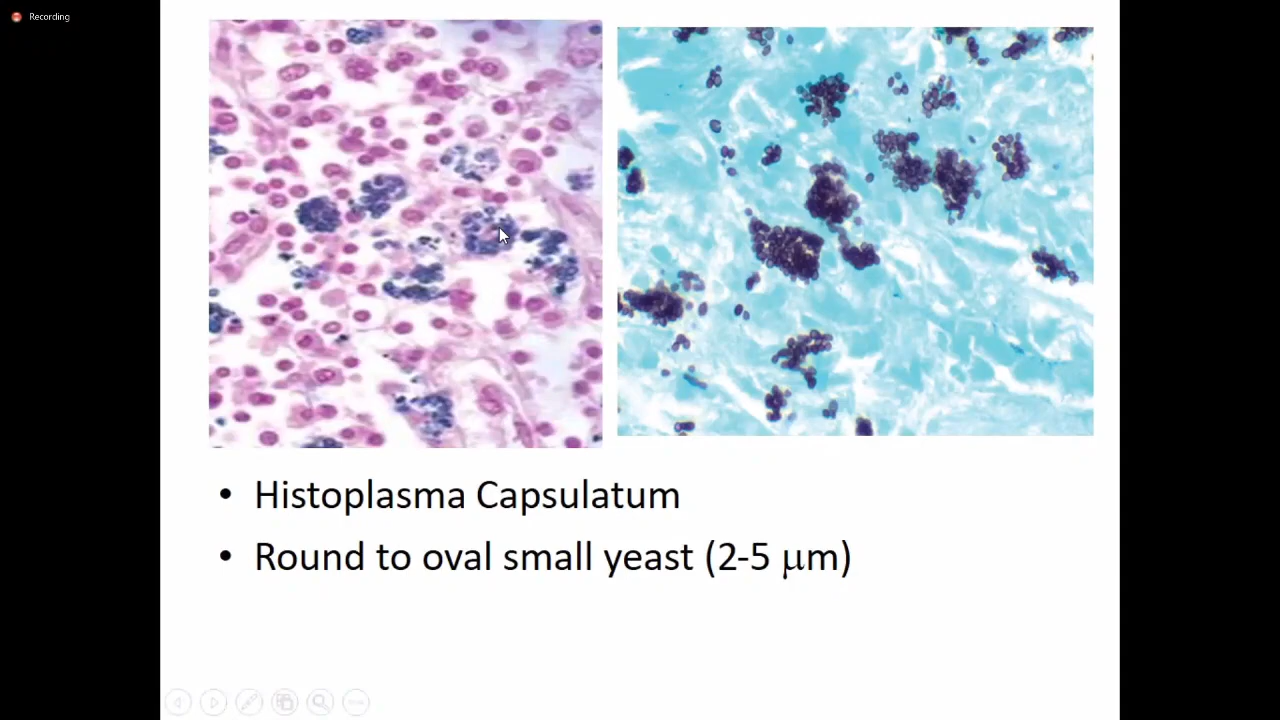 Recording
• Histoplasma Capsulatum
• Round to oval small yeast (2-5 μm)